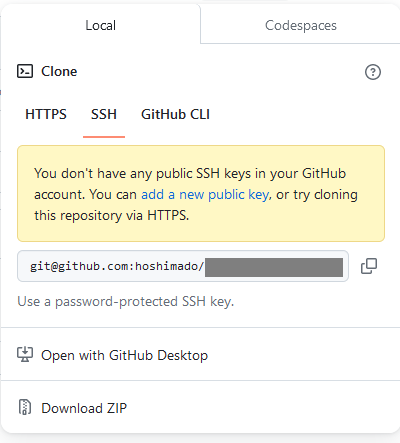 Local
Codespaces
Clone
HTTPS
SSH
GitHub CLI
You don't have any public SSH keys in your GitHub
account. You can add a new public key, or try cloning
this repository via HTTPS.
git@github.com:hoshimado/
Use a password-protected SSH key.
Open with GitHub Desktop
Download ZIP